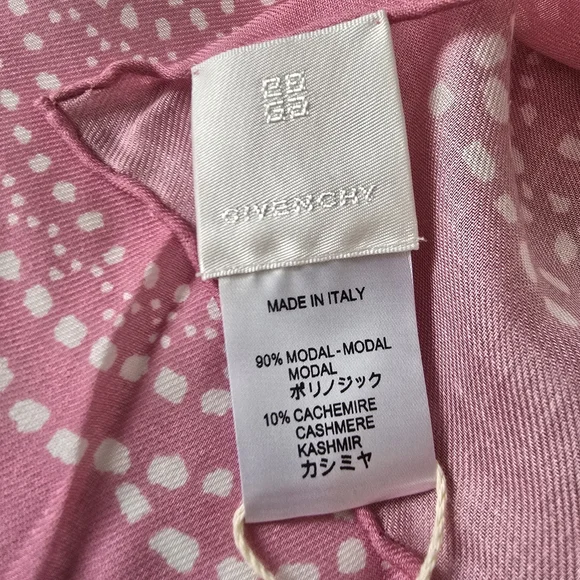 GIVENCHY
MADE IN ITALY
90% MODAL-MODAL
MODAL
ポリノジック
10% CACHEMIRE
CASHMERE
KASHMIR
カシミヤ